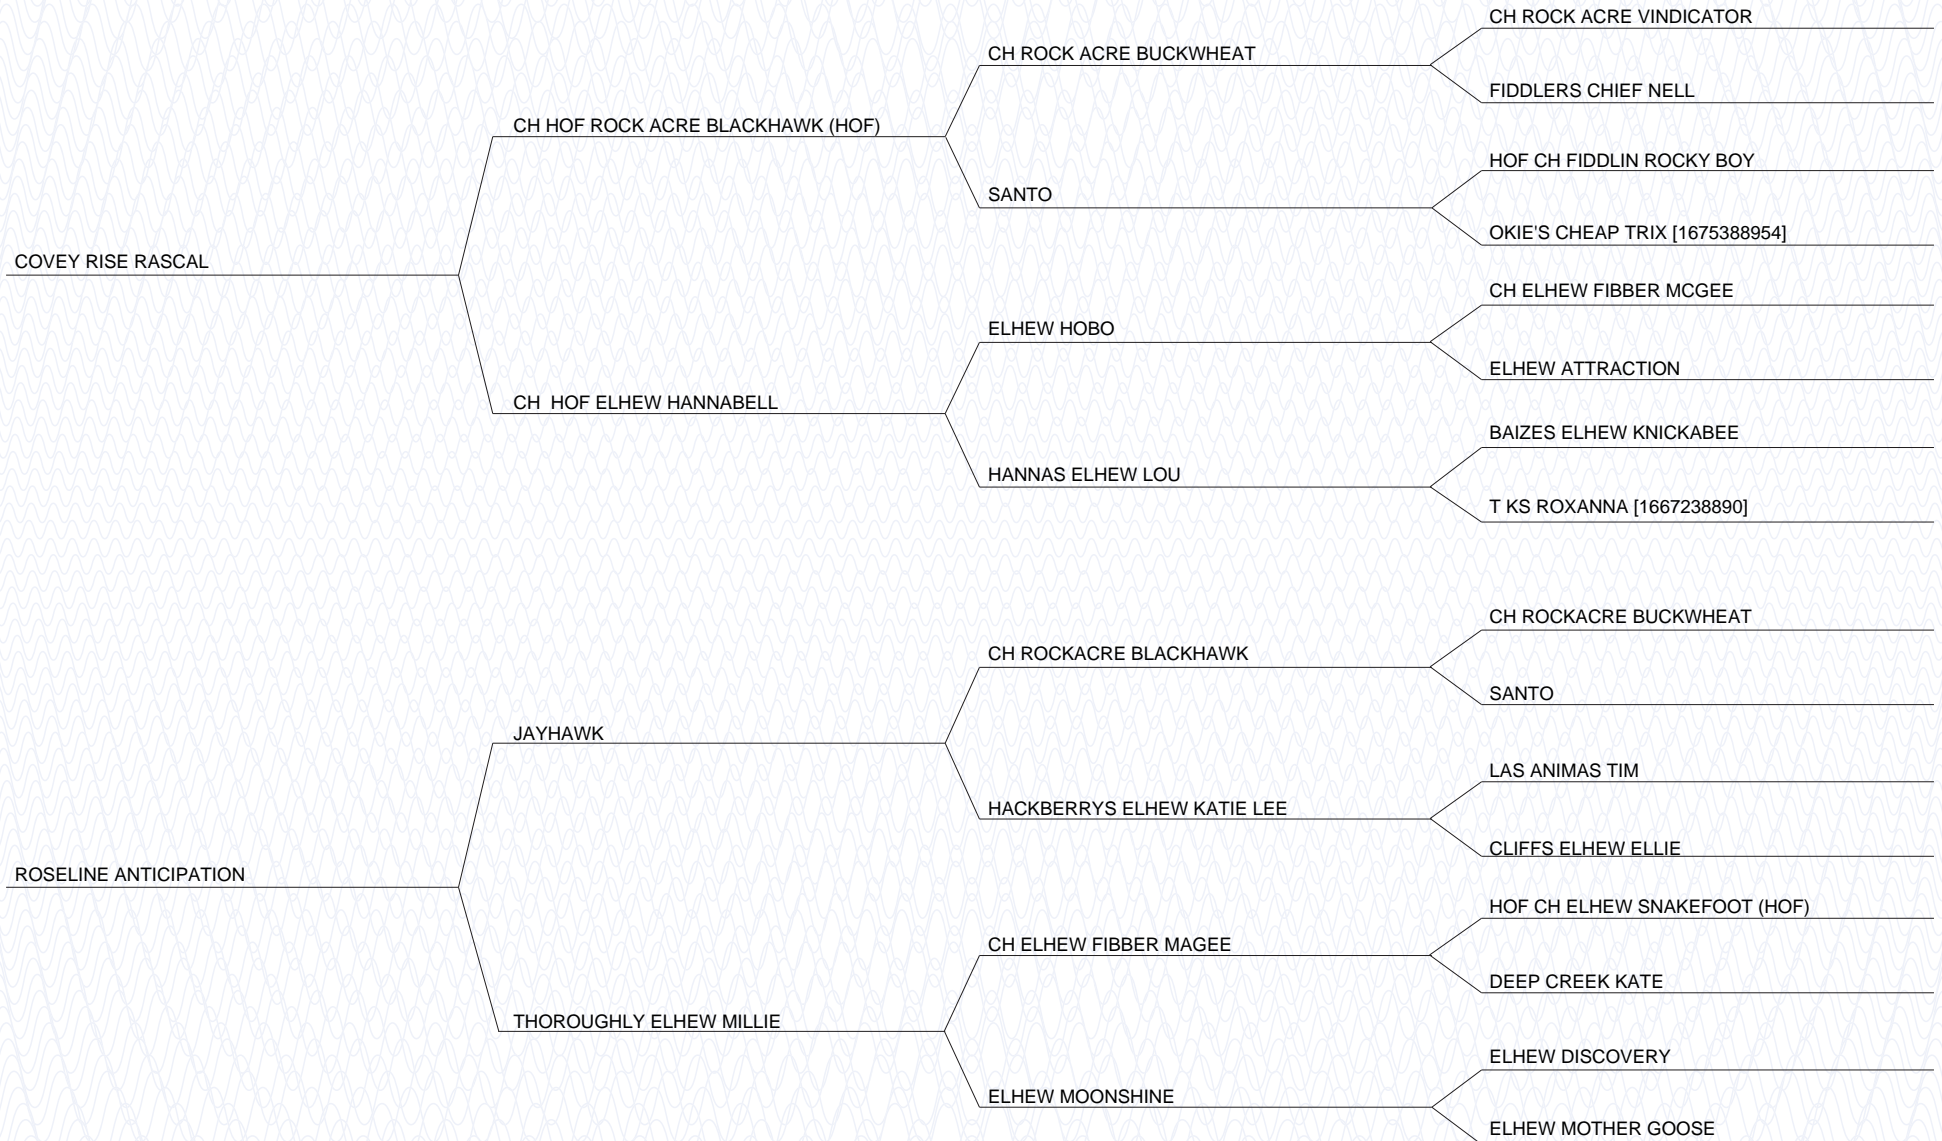 CH ROCK ACRE VINDICATOR
CH ROCK ACRE BUCKWHEAT
FIDDLERS CHIEF NELL
CH HOF ROCK ACRE BLACKHAWK (HOF)
HOF CH FIDDLIN ROCKY BOY
SANTO
OKIE'S CHEAP TRIX [1675388954]
COVEY RISE RASCAL
CH ELHEW FIBBER MCGEE
ELHEW HOBO
ELHEW ATTRACTION
CH  HOF ELHEW HANNABELL
BAIZES ELHEW KNICKABEE
HANNAS ELHEW LOU
T KS ROXANNA [1667238890]
CH ROCKACRE BUCKWHEAT
CH ROCKACRE BLACKHAWK
SANTO
JAYHAWK
LAS ANIMAS TIM
HACKBERRYS ELHEW KATIE LEE
CLIFFS ELHEW ELLIE
ROSELINE ANTICIPATION
HOF CH ELHEW SNAKEFOOT (HOF)
CH ELHEW FIBBER MAGEE
DEEP CREEK KATE
THOROUGHLY ELHEW MILLIE
ELHEW DISCOVERY
ELHEW MOONSHINE
ELHEW MOTHER GOOSE